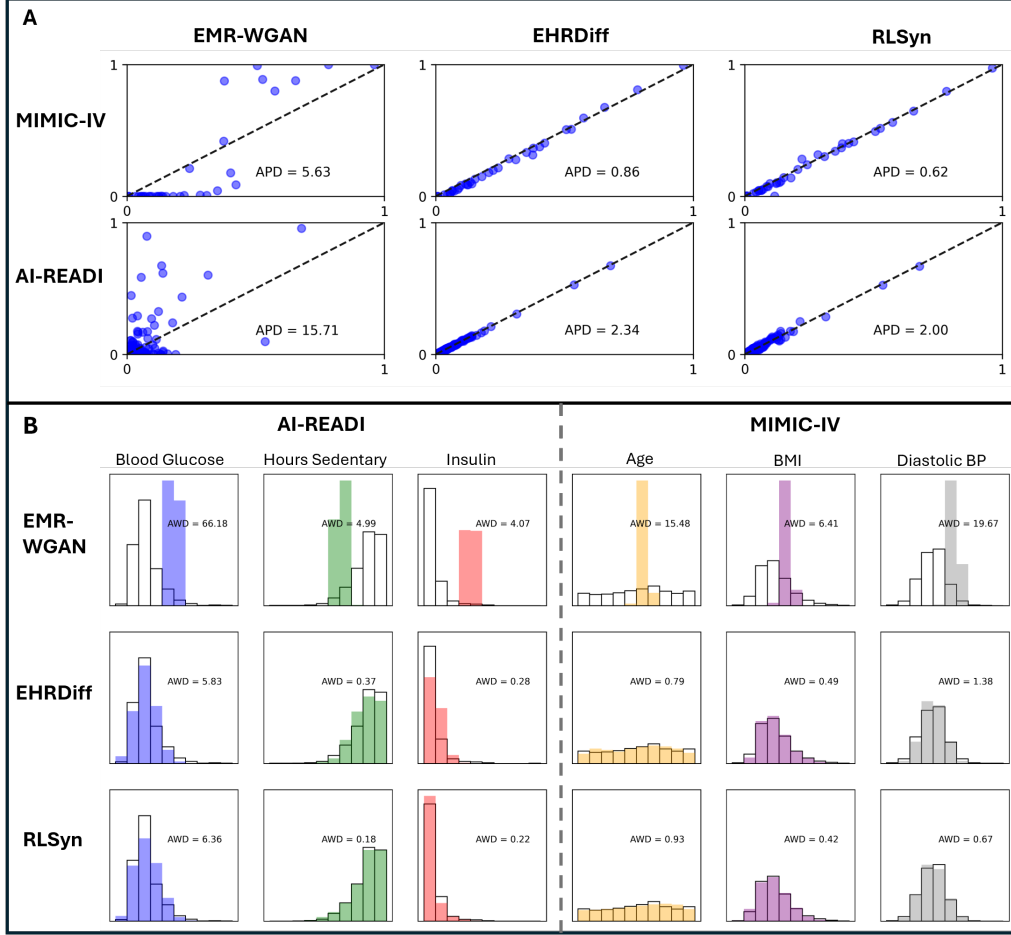 A
EMR-WGAN EHRDiff RLSyn
MIMIC-IV
1 1 1
APD = 5.63 APD = 0.86 APD = 0.62
0 0 0
0 1 0 1 0 1
AI-READI
1 1 1
APD = 15.71 APD = 2.34 APD = 2.00
0 0 0
0 1 0 1 0 1
B
AI-READI MIMIC-IV
Blood Glucose Hours Sedentary Insulin Age BMI Diastolic BP
EMR-
WGAN
AWD = 66.18 AWD = 4.99 AWD = 4.07 AWD = 15.48 AWD = 6.41 AWD = 19.67
EHRDiff
AWD = 5.83 AWD = 0.37 AWD = 0.28 AWD = 0.79 AWD = 0.49 AWD = 1.38
RLSyn
AWD = 6.36 AWD = 0.18 AWD = 0.22 AWD = 0.93 AWD = 0.42 AWD = 0.67